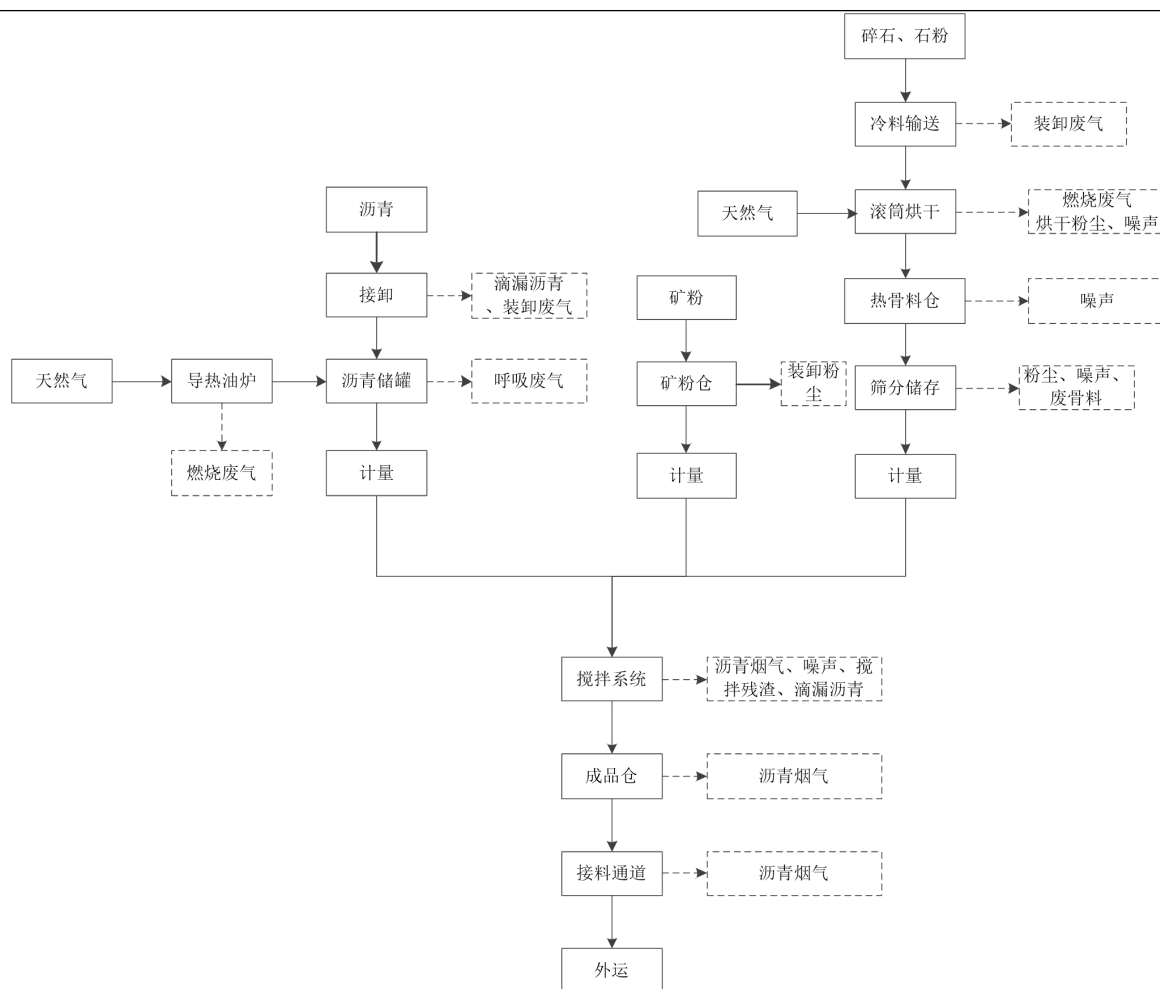 碎石、石粉
冷料输送
装卸废气
沥青
天然气
滚筒烘干
燃烧废气
烘干粉尘、噪声
接卸
滴漏沥青
、装卸废气
矿粉
热骨料仓
噪声
天然气
导热油炉
沥青储罐
呼吸废气
矿粉仓
装卸粉
尘
筛分储存
粉尘、噪声、
废骨料
燃烧废气
计量
计量
计量
搅拌系统
沥青烟气、噪声、搅
拌残渣、滴漏沥青
成品仓
沥青烟气
接料通道
沥青烟气
外运